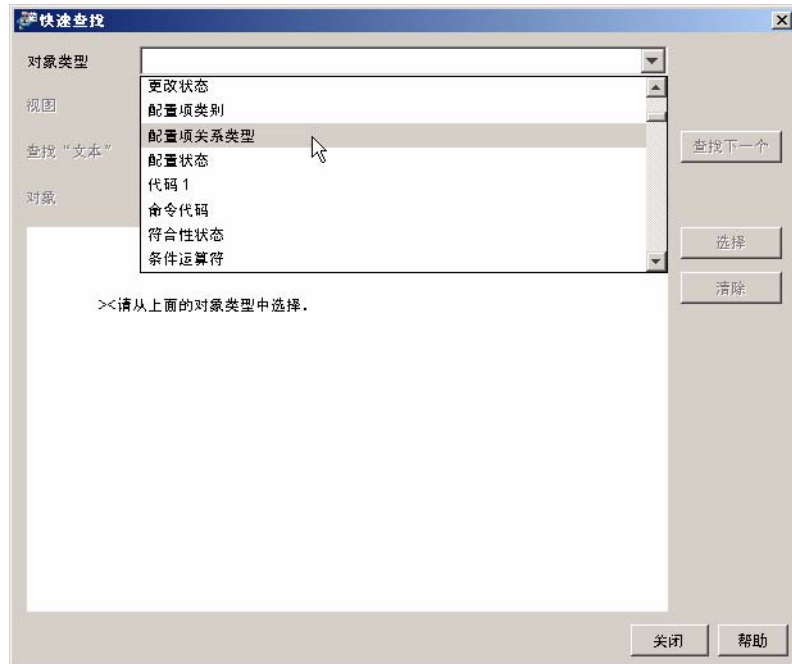 快速查找
对象类型
更改状态
视图
配置项类别
配置项关系类型
查找“文本”
查找下一个
配置状态
代码1
对象
命令代码
符合性状态
选择
条件运算符
清除
><请从上面的对象类型中选择.
关闭
帮助